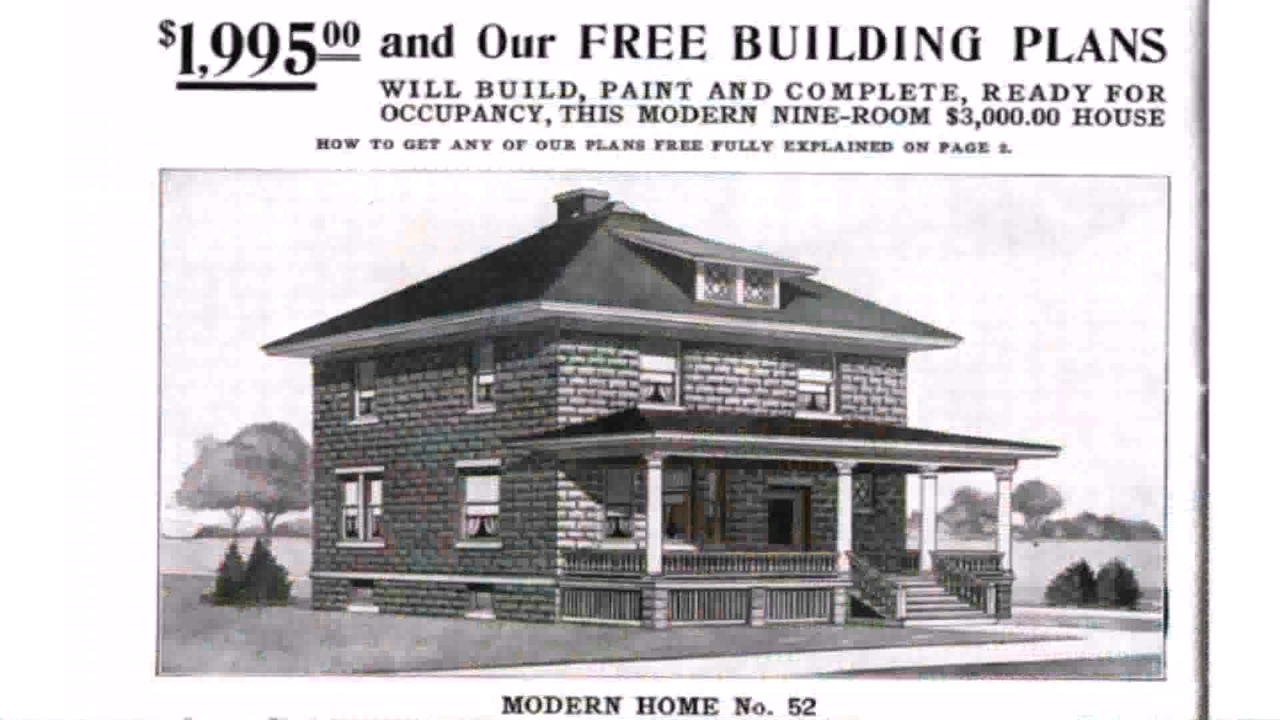 $1,995.00 and Our FREE BUILDING PLANS
WILL BUILD, PAINT AND COMPLETE, READY FOR
OCCUPANCY, THIS MODERN NINE-ROOM $3,000.00 HOUSE
HOW TO GET ANY OF OUR PLANS FREE FULLY EXPLAINED ON PAGE 2.
MODERN HOME No. 52